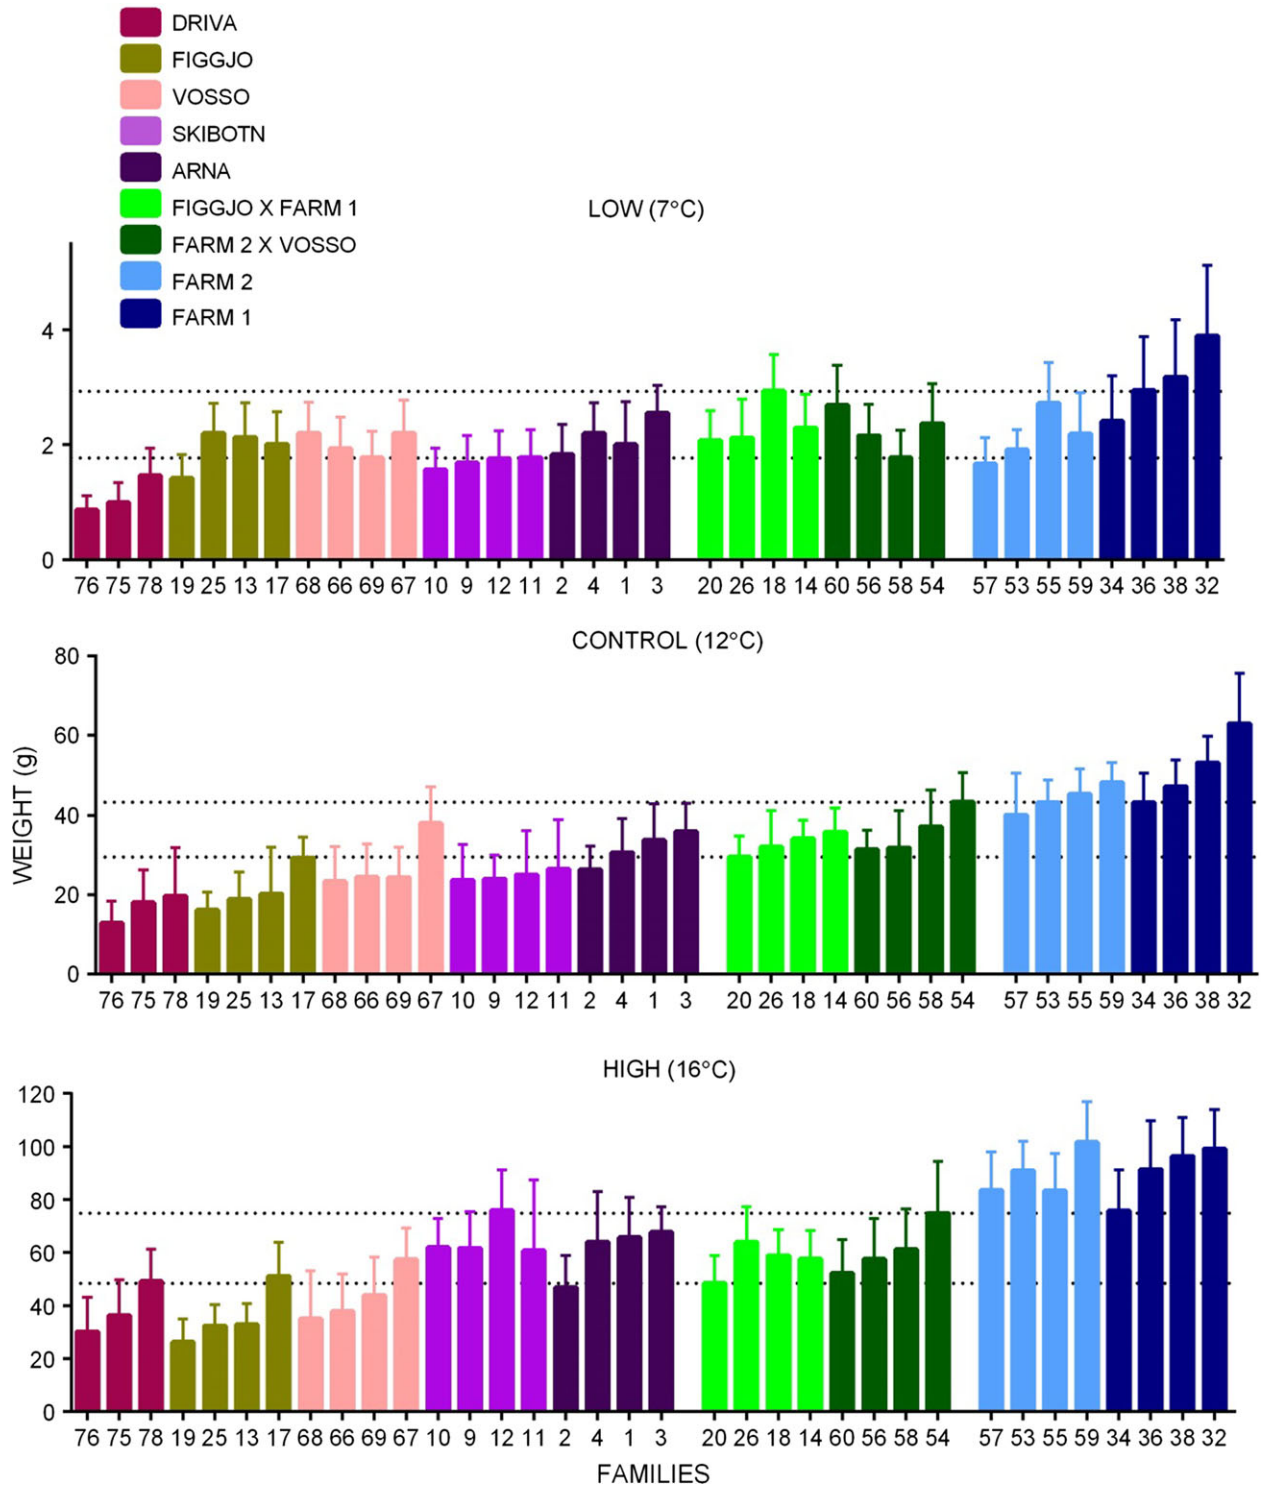 DRIVA
FIGGJO
VOSSO
SKIBOTN
ARNA
FIGGJO X FARM 1
FARM 2 X VOSSO
FARM 2
FARM 1
LOW (7°C)
4
2
0
76 75 78 19 25 13 17 68 66 69 67 10 9 12 11 2 4 1 3 20 26 18 14 60 56 58 54 57 53 55 59 34 36 38 32
CONTROL (12°C)
80
60
40
20
0
76 75 78 19 25 13 17 68 66 69 67 10 9 12 11 2 4 1 3 20 26 18 14 60 56 58 54 57 53 55 59 34 36 38 32
WEIGHT (g)
HIGH (16°C)
120
100
80
60
40
20
0
76 75 78 19 25 13 17 68 66 69 67 10 9 12 11 2 4 1 3 20 26 18 14 60 56 58 54 57 53 55 59 34 36 38 32
FAMILIES